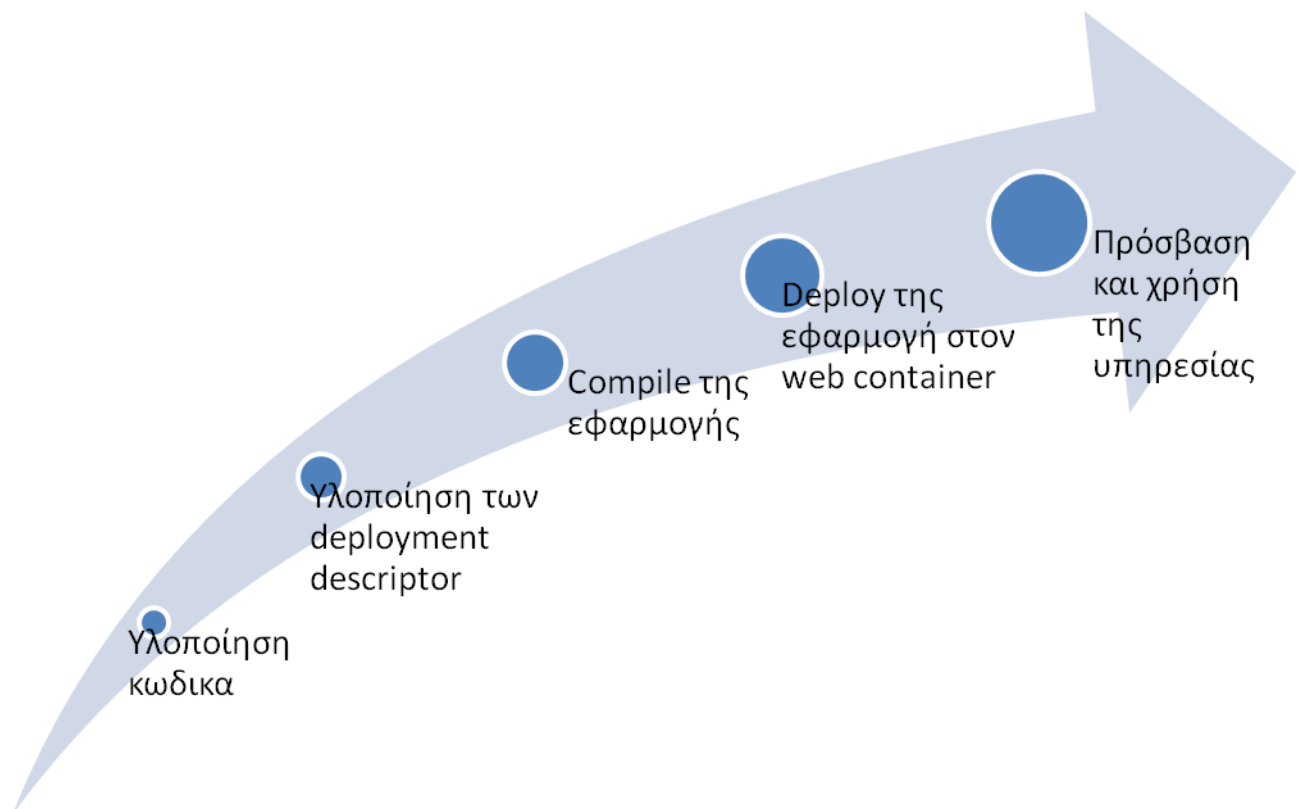 Υλοποίηση
κωδικα
Υλοποίηση των
deployment
descriptor
Compile της
εφαρμογής
Deploy της
εφαρμογή στον
web container
Πρόσβαση
και χρήση
της
υπηρεσίας